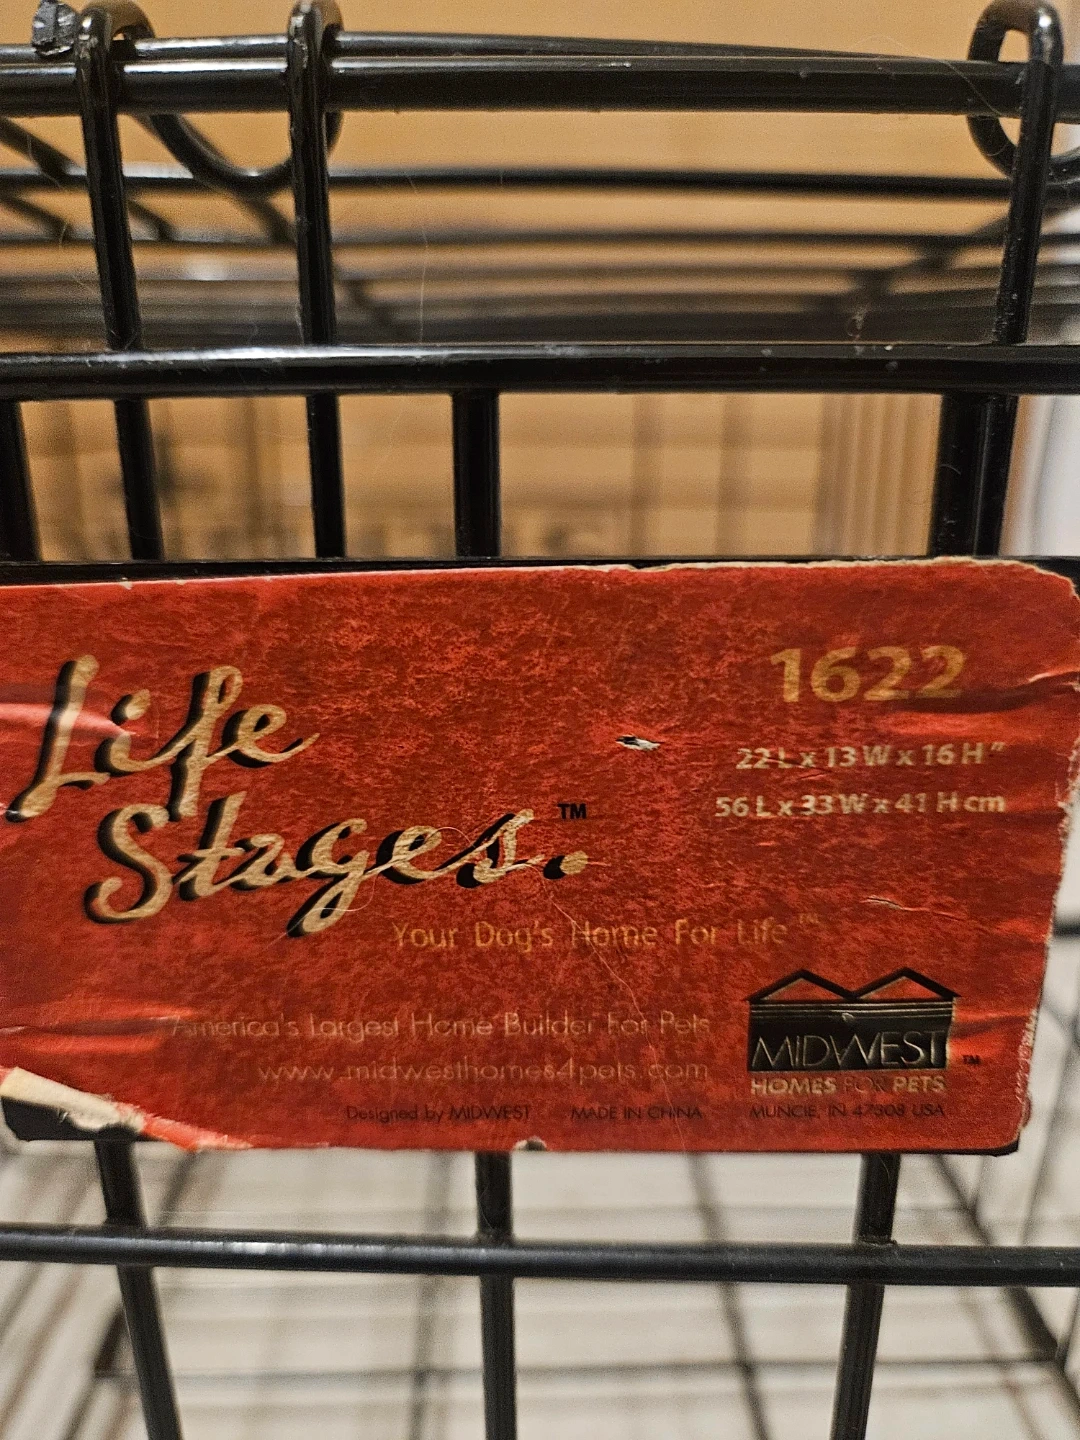 Life
Stages.™
1622
22 L x 13 W x 16 H"
56 L x 33 W x 41 H cm
Your Dog's Home For Life™
America's Largest Home Builder For Pets
www.midwesthomes4pets.com
Designed by MIDWEST MADE IN CHINA
MIDWEST™
HOMES FOR PETS
MUNCIE, IN 47308 USA